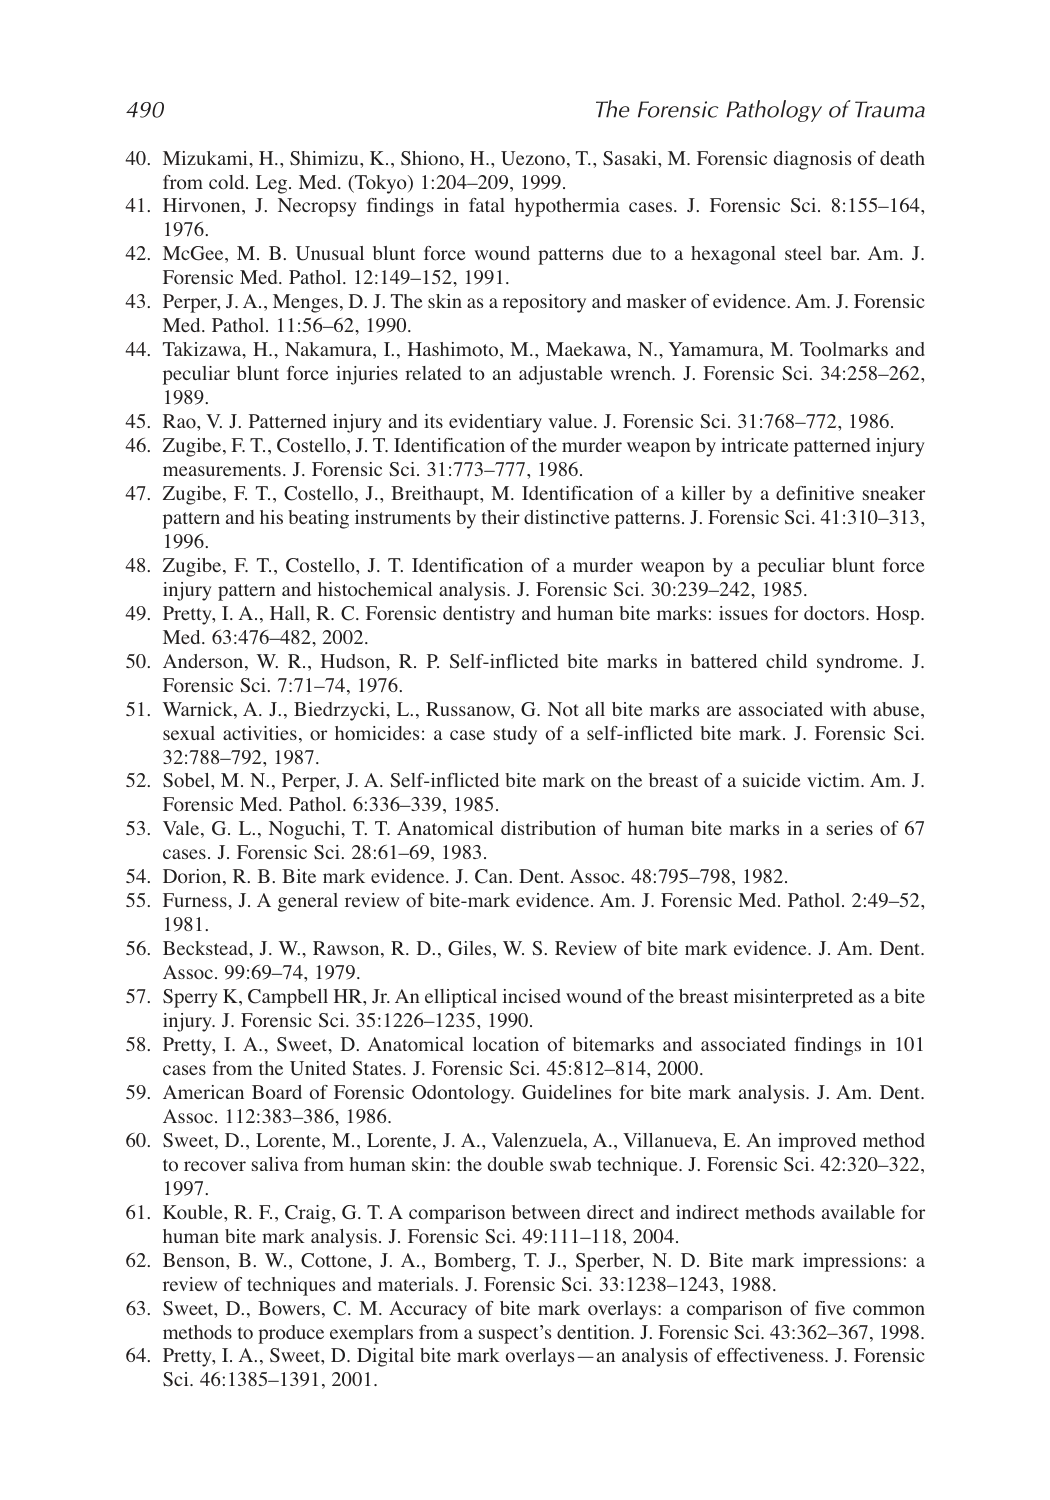 490 The Forensic Pathology of Trauma
40. Mizukami, H., Shimizu, K., Shiono, H., Uezono, T., Sasaki, M. Forensic diagnosis of death
from cold. Leg. Med. (Tokyo) 1:204–209, 1999.
41. Hirvonen, J. Necropsy findings in fatal hypothermia cases. J. Forensic Sci. 8:155–164,
1976.
42. McGee, M. B. Unusual blunt force wound patterns due to a hexagonal steel bar. Am. J.
Forensic Med. Pathol. 12:149–152, 1991.
43. Perper, J. A., Menges, D. J. The skin as a repository and masker of evidence. Am. J. Forensic
Med. Pathol. 11:56–62, 1990.
44. Takizawa, H., Nakamura, I., Hashimoto, M., Maekawa, N., Yamamura, M. Toolmarks and
peculiar blunt force injuries related to an adjustable wrench. J. Forensic Sci. 34:258–262,
1989.
45. Rao, V. J. Patterned injury and its evidentiary value. J. Forensic Sci. 31:768–772, 1986.
46. Zugibe, F. T., Costello, J. T. Identification of the murder weapon by intricate patterned injury
measurements. J. Forensic Sci. 31:773–777, 1986.
47. Zugibe, F. T., Costello, J., Breithaupt, M. Identification of a killer by a definitive sneaker
pattern and his beating instruments by their distinctive patterns. J. Forensic Sci. 41:310–313,
1996.
48. Zugibe, F. T., Costello, J. T. Identification of a murder weapon by a peculiar blunt force
injury pattern and histochemical analysis. J. Forensic Sci. 30:239–242, 1985.
49. Pretty, I. A., Hall, R. C. Forensic dentistry and human bite marks: issues for doctors. Hosp.
Med. 63:476–482, 2002.
50. Anderson, W. R., Hudson, R. P. Self-inflicted bite marks in battered child syndrome. J.
Forensic Sci. 7:71–74, 1976.
51. Warnick, A. J., Biedrzycki, L., Russanow, G. Not all bite marks are associated with abuse,
sexual activities, or homicides: a case study of a self-inflicted bite mark. J. Forensic Sci.
32:788–792, 1987.
52. Sobel, M. N., Perper, J. A. Self-inflicted bite mark on the breast of a suicide victim. Am. J.
Forensic Med. Pathol. 6:336–339, 1985.
53. Vale, G. L., Noguchi, T. T. Anatomical distribution of human bite marks in a series of 67
cases. J. Forensic Sci. 28:61–69, 1983.
54. Dorion, R. B. Bite mark evidence. J. Can. Dent. Assoc. 48:795–798, 1982.
55. Furness, J. A general review of bite-mark evidence. Am. J. Forensic Med. Pathol. 2:49–52,
1981.
56. Beckstead, J. W., Rawson, R. D., Giles, W. S. Review of bite mark evidence. J. Am. Dent.
Assoc. 99:69–74, 1979.
57. Sperry K, Campbell HR, Jr. An elliptical incised wound of the breast misinterpreted as a bite
injury. J. Forensic Sci. 35:1226–1235, 1990.
58. Pretty, I. A., Sweet, D. Anatomical location of bitemarks and associated findings in 101
cases from the United States. J. Forensic Sci. 45:812–814, 2000.
59. American Board of Forensic Odontology. Guidelines for bite mark analysis. J. Am. Dent.
Assoc. 112:383–386, 1986.
60. Sweet, D., Lorente, M., Lorente, J. A., Valenzuela, A., Villanueva, E. An improved method
to recover saliva from human skin: the double swab technique. J. Forensic Sci. 42:320–322,
1997.
61. Kouble, R. F., Craig, G. T. A comparison between direct and indirect methods available for
human bite mark analysis. J. Forensic Sci. 49:111–118, 2004.
62. Benson, B. W., Cottone, J. A., Bomberg, T. J., Sperber, N. D. Bite mark impressions: a
review of techniques and materials. J. Forensic Sci. 33:1238–1243, 1988.
63. Sweet, D., Bowers, C. M. Accuracy of bite mark overlays: a comparison of five common
methods to produce exemplars from a suspect's dentition. J. Forensic Sci. 43:362–367, 1998.
64. Pretty, I. A., Sweet, D. Digital bite mark overlays—an analysis of effectiveness. J. Forensic
Sci. 46:1385–1391, 2001.